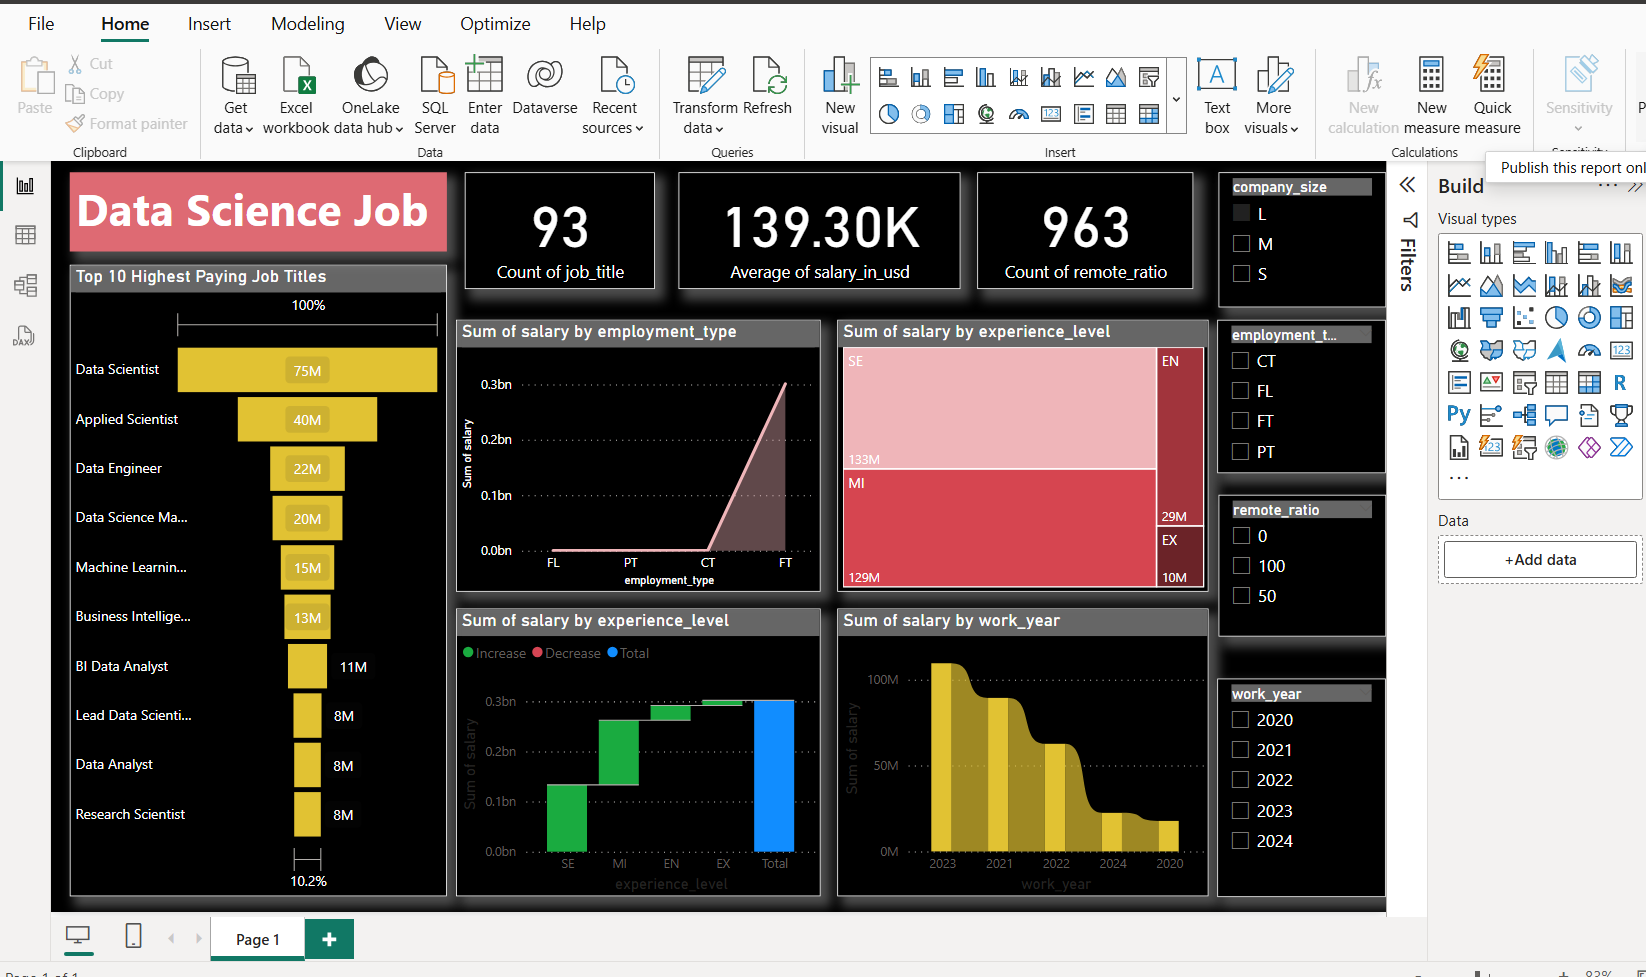 File Home Insert Modeling View Optimize Help
Paste
Cut
Copy
Format painter
Clipboard
Get data
Excel workbook
OneLake data hub
SQL Server
Enter data
Dataverse
Recent sources
Data
Transform data
Refresh
Queries
New visual
Text box
More visuals
Insert
New calculation
New measure
Quick measure
Calculations
Sensitivity
Publish this report onl
Data Science Job
93
Count of job_title
139.30K
Average of salary_in_usd
963
Count of remote_ratio
Top 10 Highest Paying Job Titles
100%
Data Scientist 75M
Applied Scientist 40M
Data Engineer 22M
Data Science Ma... 20M
Machine Learnin... 15M
Business Intellige... 13M
BI Data Analyst 11M
Lead Data Scienti... 8M
Data Analyst 8M
Research Scientist 8M
10.2%
Sum of salary by employment_type
Sum of salary
0.3bn
0.2bn
0.1bn
0.0bn
FL PT CT FT
employment_type
Sum of salary by experience_level
SE
133M
MI
129M
EN
29M
EX
10M
Sum of salary by experience_level
Increase Decrease Total
Sum of salary
0.3bn
0.2bn
0.1bn
0.0bn
SE MI EN EX Total
experience_level
Sum of salary by work_year
Sum of salary
100M
50M
0M
2023 2021 2022 2024 2020
work_year
company_size
L
M
S
employment_t...
CT
FL
FT
PT
remote_ratio
0
100
50
work_year
2020
2021
2022
2023
2024
Filters
Build
Visual types
123
R
Py
123
...
Data
+Add data
DAX
Page 1
Page 1 of 1
83%